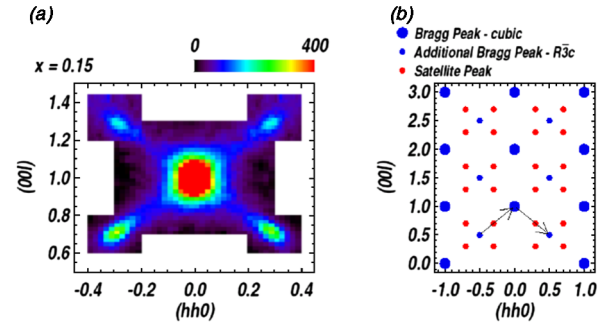 (a)
x = 0.15
0 400
1.4
1.2
1.0
0.8
0.6
(00l)
-0.4 -0.2 0.0 0.2 0.4
(hh0)
(b)
Bragg Peak - cubic
Additional Bragg Peak - R3̅c
Satellite Peak
3.0
2.5
2.0
1.5
1.0
0.5
0.0
(00l)
-1.0 -0.5 0.0 0.5 1.0
(hh0)